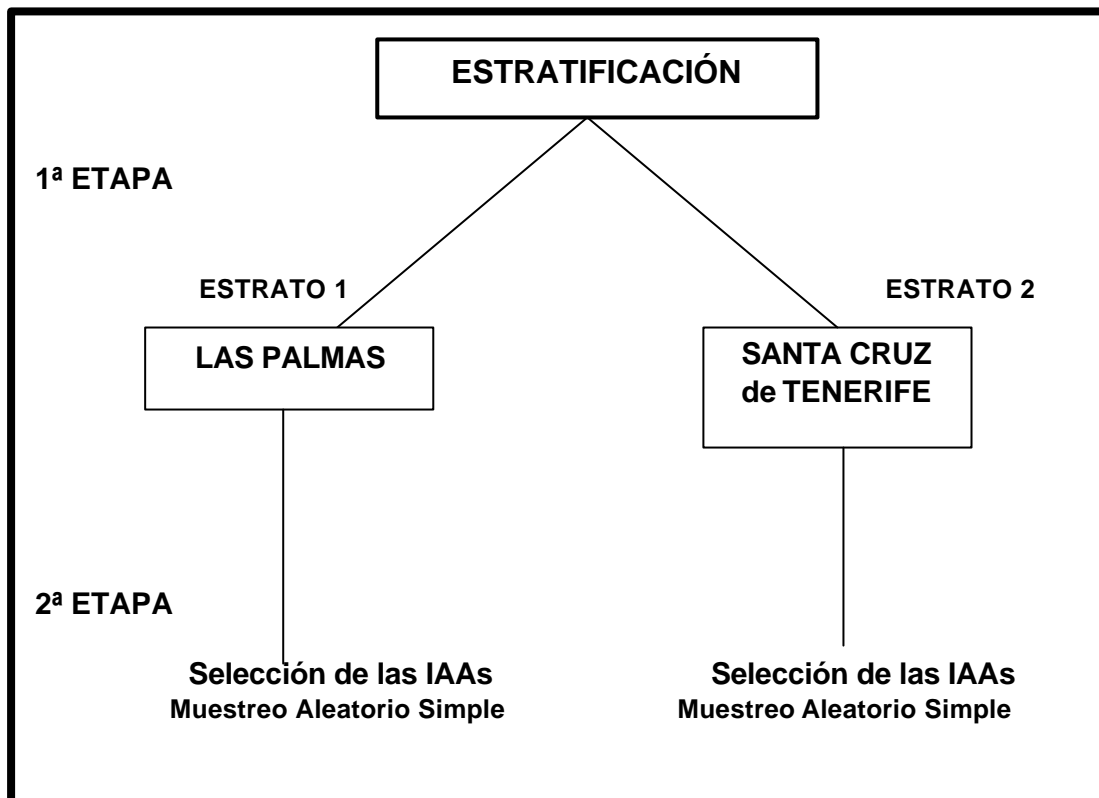 ESTRATIFICACIÓN
1ª ETAPA
ESTRATO 1
ESTRATO 2
LAS PALMAS
SANTA CRUZ
de TENERIFE
2ª ETAPA
Selección de las IAAs
Muestreo Aleatorio Simple
Selección de las IAAs
Muestreo Aleatorio Simple